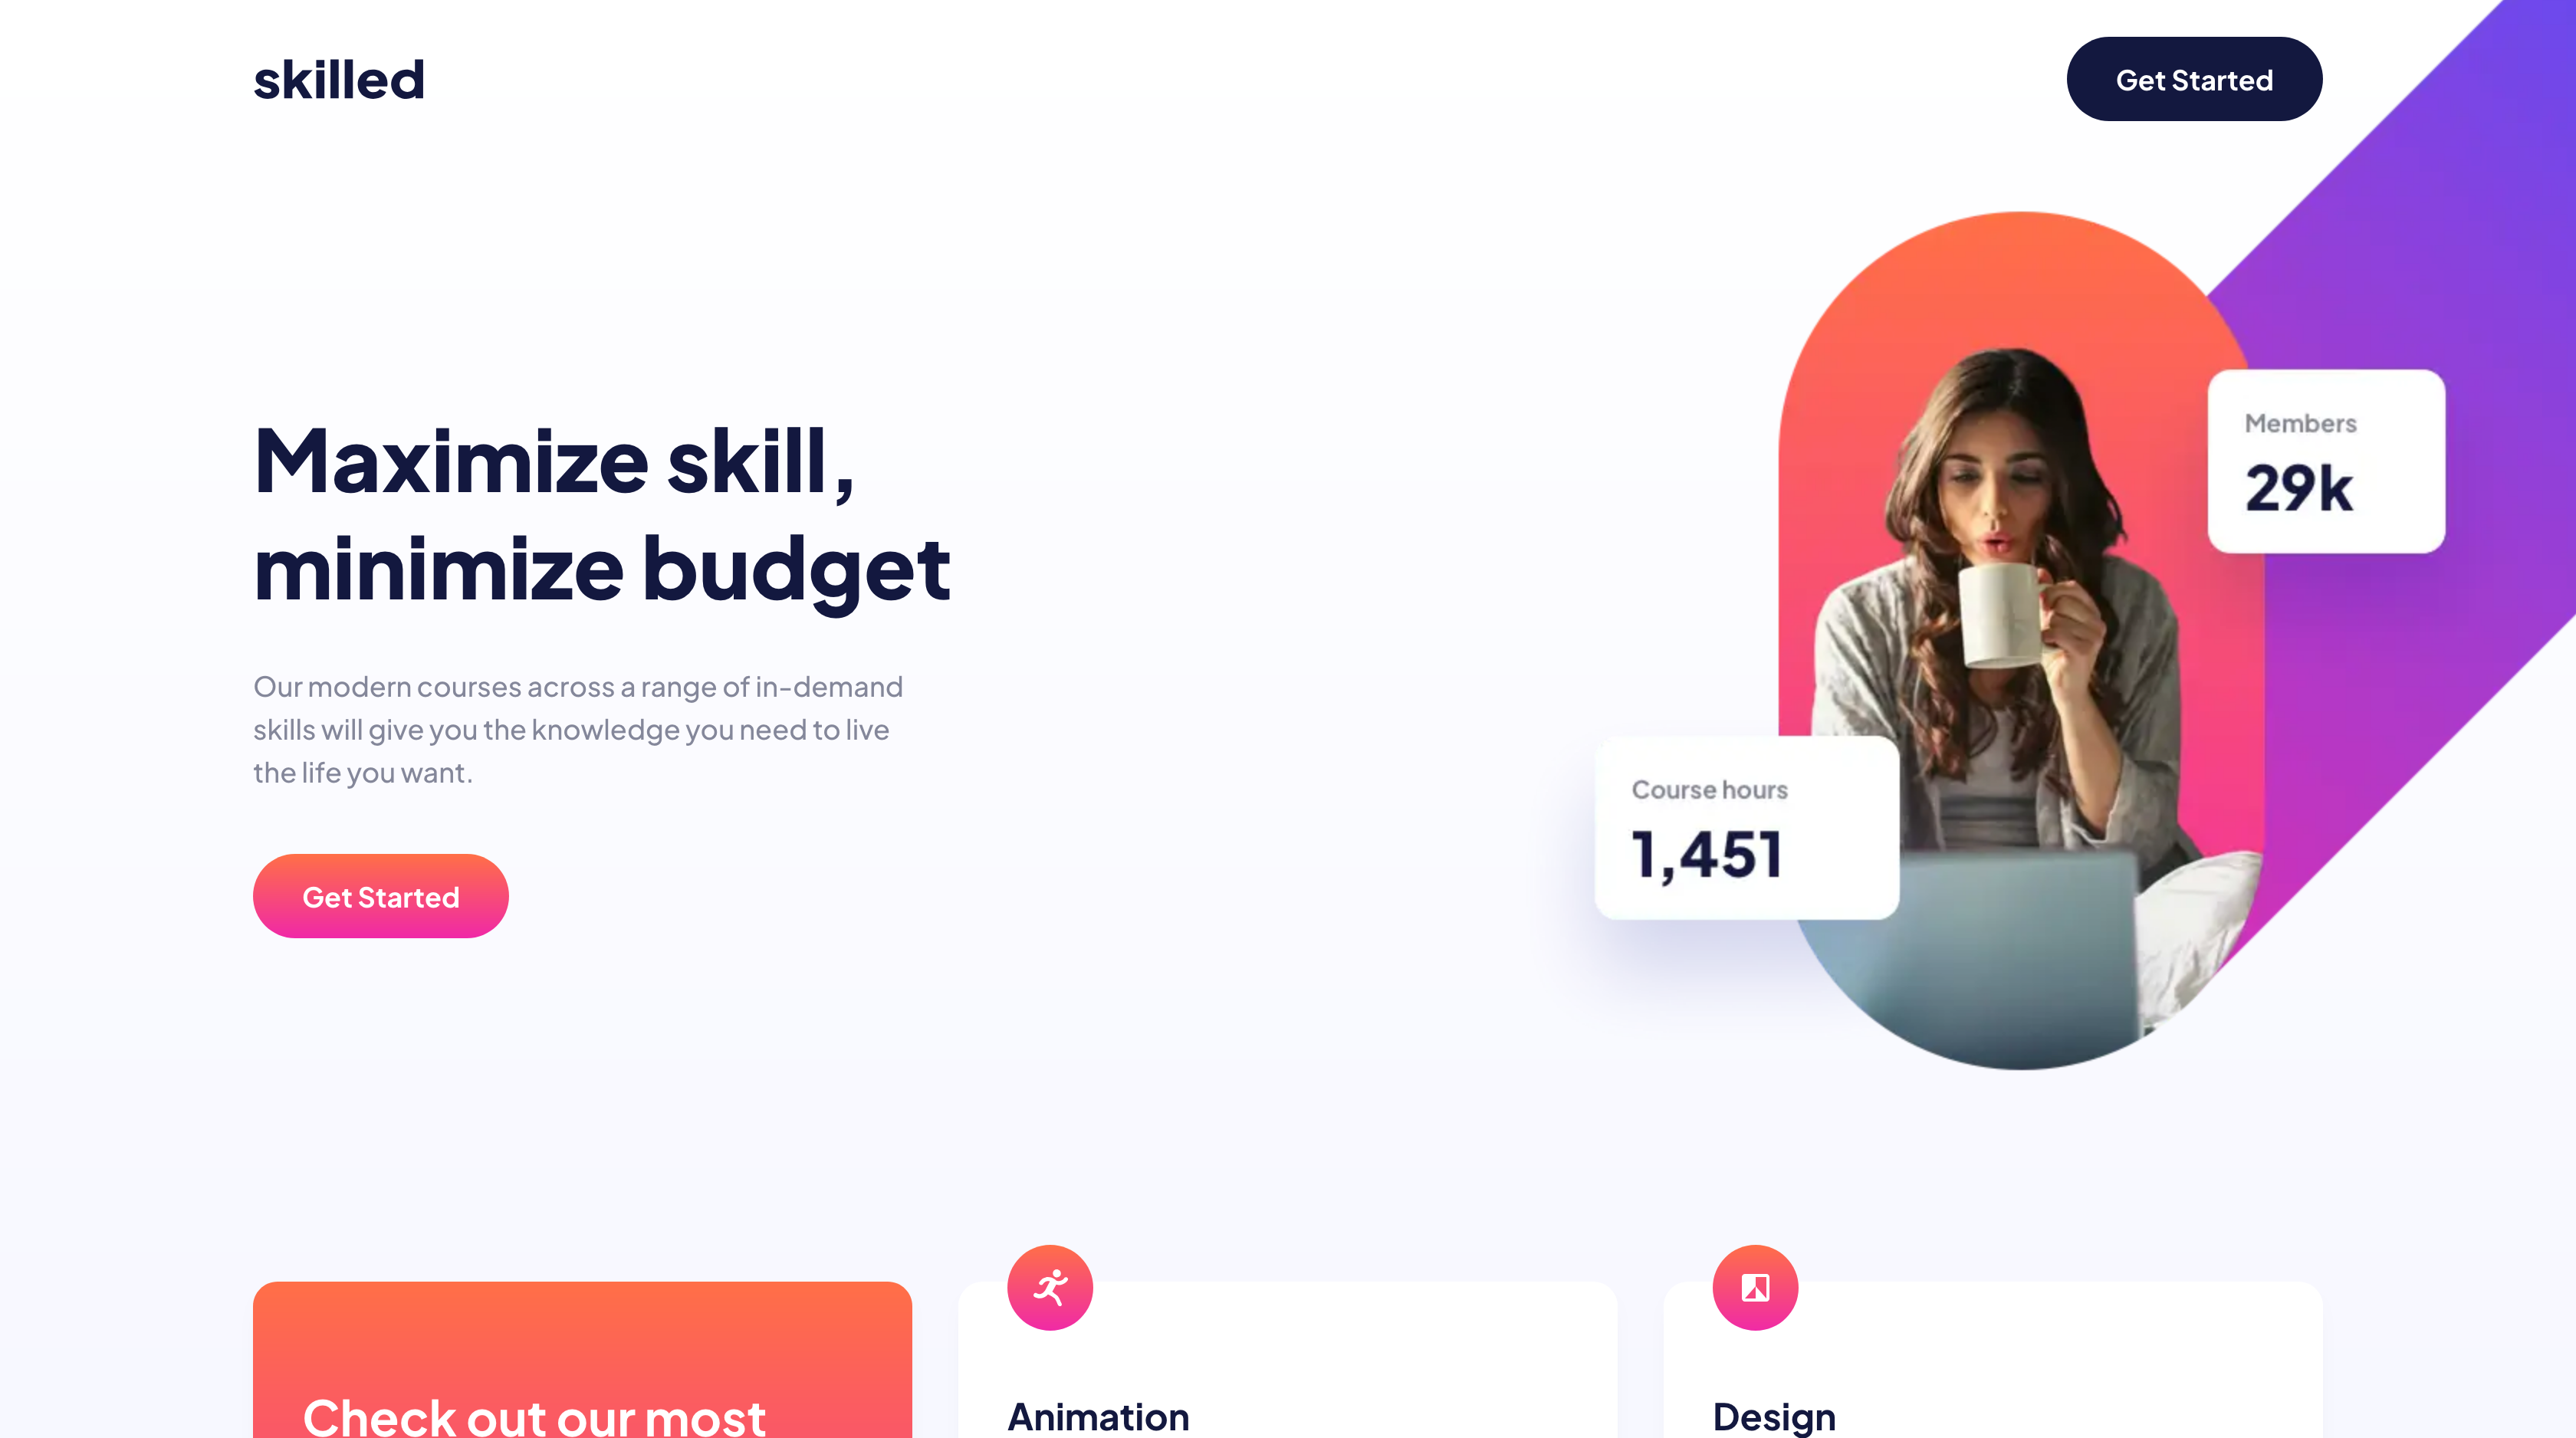 skilled
Get Started
Maximize skill,
minimize budget
Our modern courses across a range of in-demand
skills will give you the knowledge you need to live
the life you want.
Get Started
Members
29k
Course hours
1,451
Check out our most
Animation
Design